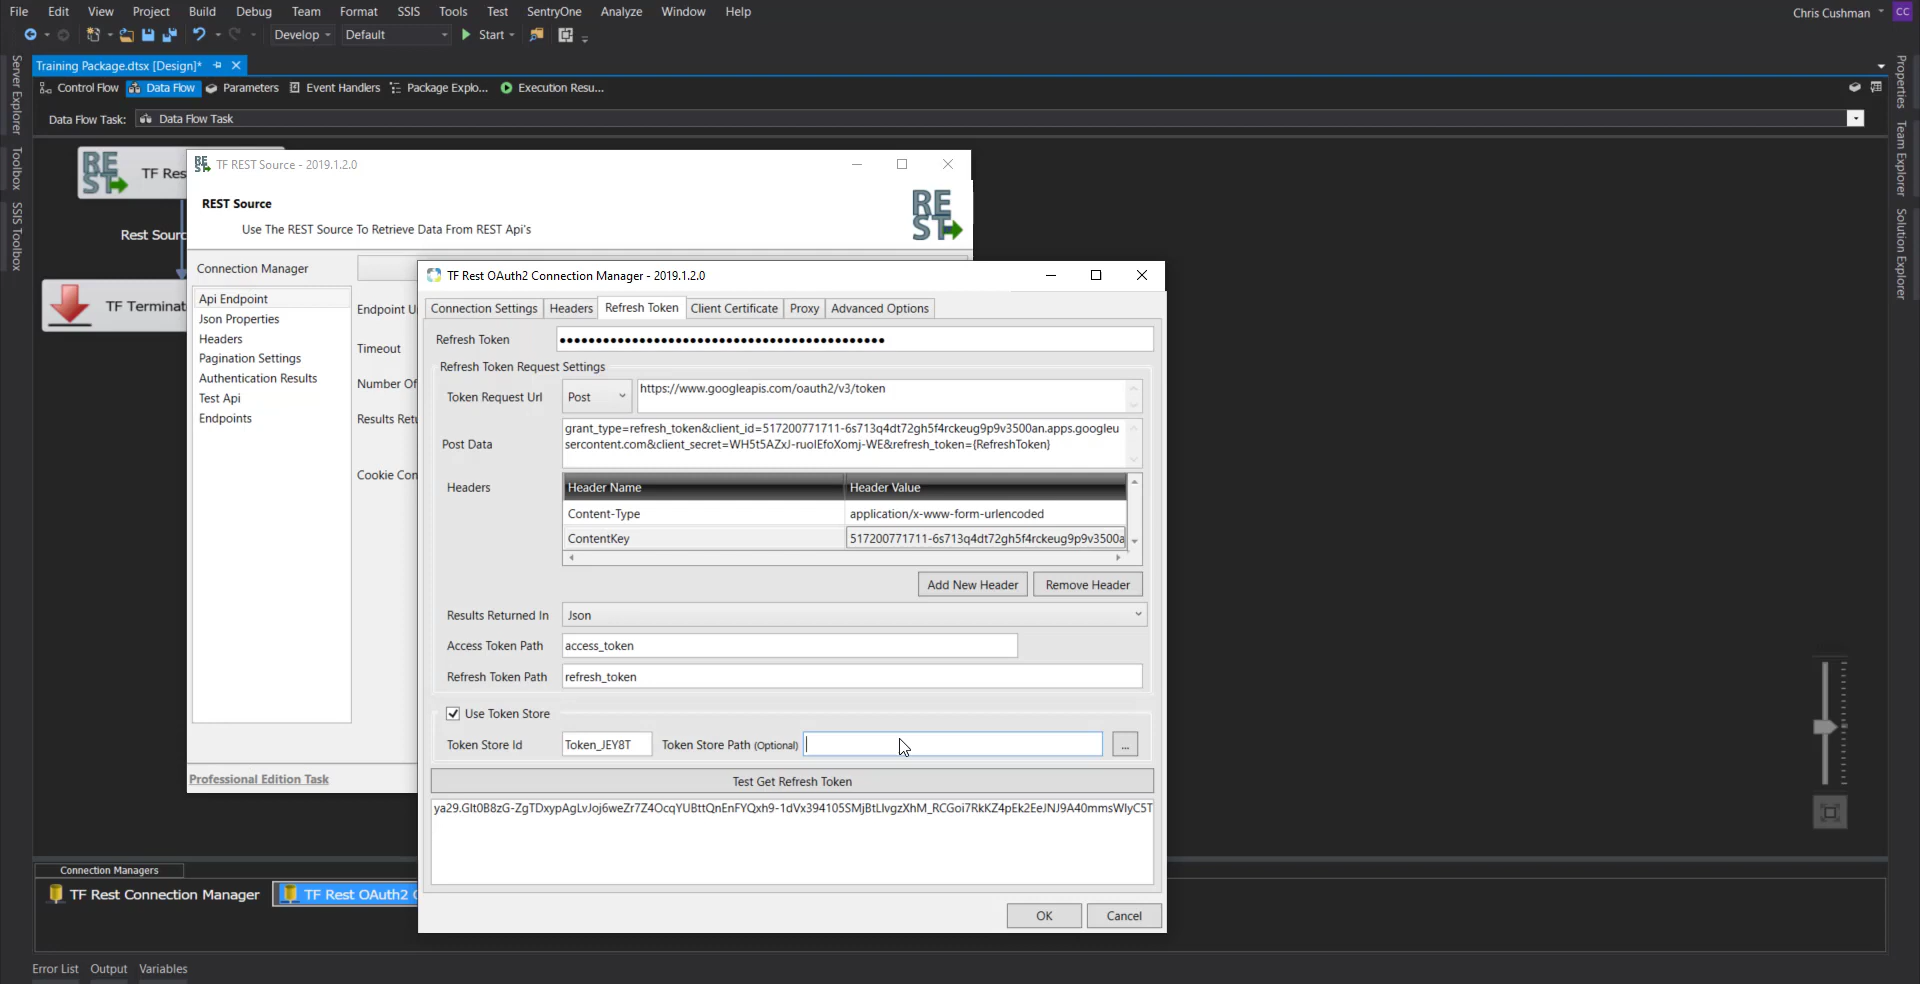 File Edit View Project Build Debug Team Format SSIS Tools Test SentryOne Analyze Window Help
Chris Cushman CC
Develop Default Start
Training Package.dtsx [Design]*
Control Flow Data Flow Parameters Event Handlers Package Explo... Execution Resu...
Data Flow Task: Data Flow Task
Server Explorer
Toolbox
SSIS Toolbox
Properties
Team Explorer
Solution Explorer
REST TF Res
Rest Sourc
TF Terminat
REST TF REST Source - 2019.1.2.0
REST Source
Use The REST Source To Retrieve Data From REST Api's
REST
Connection Manager
Api Endpoint
Json Properties
Headers
Pagination Settings
Authentication Results
Test Api
Endpoints
Endpoint U
Timeout
Number Of
Results Retu
Cookie Con
Professional Edition Task
TF Rest OAuth2 Connection Manager - 2019.1.2.0
Connection Settings Headers Refresh Token Client Certificate Proxy Advanced Options
Refresh Token
Refresh Token Request Settings
Token Request Url Post https://www.googleapis.com/oauth2/v3/token
Post Data
grant_type=refresh_token&client_id=517200771711-6s713q4dt72gh5f4rckeug9p9v3500an.apps.googleu
sercontent.com&client_secret=WH5t5AZxJ-ruoIEfoXomj-WE&refresh_token={RefreshToken}
Headers
Header Name Header Value
Content-Type application/x-www-form-urlencoded
ContentKey 517200771711-6s713q4dt72gh5f4rckeug9p9v3500a
Add New Header Remove Header
Results Returned In Json
Access Token Path access_token
Refresh Token Path refresh_token
Use Token Store
Token Store Id Token_JEY8T Token Store Path (Optional) ...
Test Get Refresh Token
ya29.GIt0B8zG-ZgTDxypAgLvJoj6weZr7Z4OcqYUBttQnEnFYQxh9-1dVx394105SMjBtLIvgzXhM_RCGoi7RkKZ4pEk2EeJNJ9A40mmsWIyC5T
OK Cancel
Connection Managers
TF Rest Connection Manager TF Rest OAuth2 C
Error List Output Variables